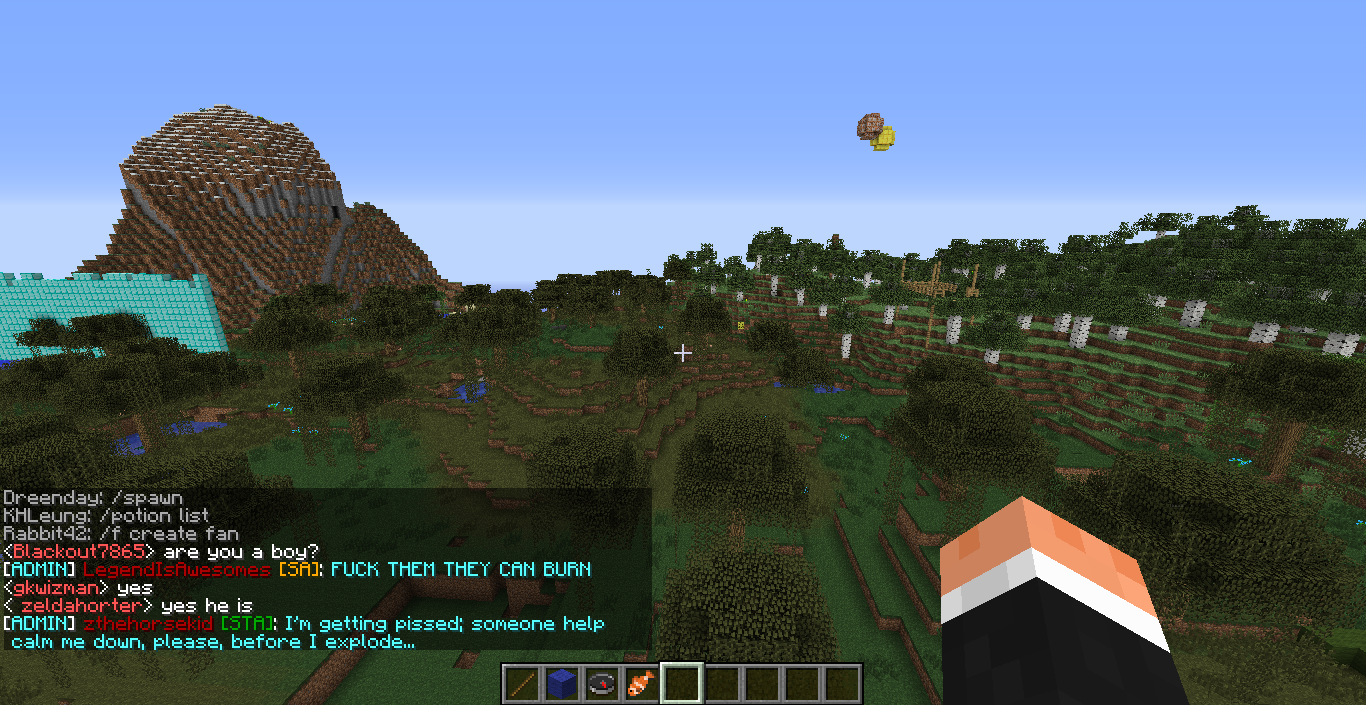 Dreenday: /spawn
KHLeung: /potion list
Rabbit42: /f create fan
<Blackout7865> are you a boy?
[ADMIN] LegendIsAwesomes [SA]: FUCK THEM THEY CAN BURN
<gkwizman> yes
< zeldahorter> yes he is
[ADMIN] zthehorsekid [STA]: I'm getting pissed; someone help
calm me down, please, before I explode...